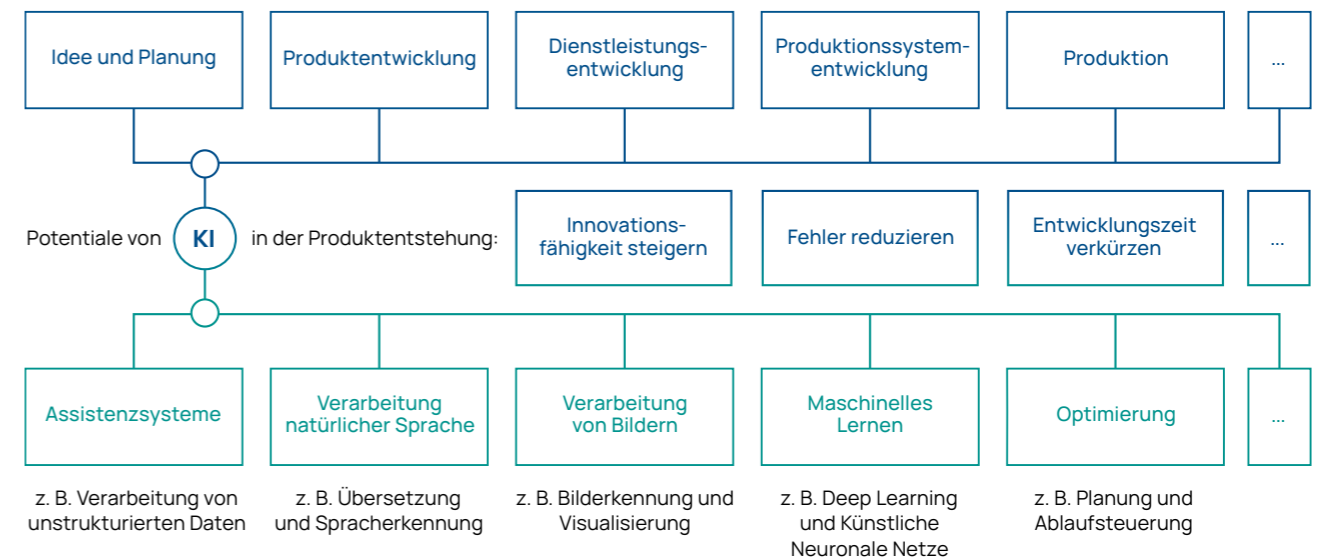 Idee und Planung
Produktentwicklung
Dienstleistungs-
entwicklung
Produktionssystem-
entwicklung
Produktion
...
Potentiale von
KI
in der Produktentstehung:
Innovations-
fähigkeit steigern
Fehler reduzieren
Entwicklungszeit
verkürzen
...
Assistenzsysteme
Verarbeitung
natürlicher Sprache
Verarbeitung
von Bildern
Maschinelles
Lernen
Optimierung
...
z. B. Verarbeitung von
unstrukturierten Daten
z. B. Übersetzung
und Spracherkennung
z. B. Bilderkennung und
Visualisierung
z. B. Deep Learning
und Künstliche
Neuronale Netze
z. B. Planung und
Ablaufsteuerung